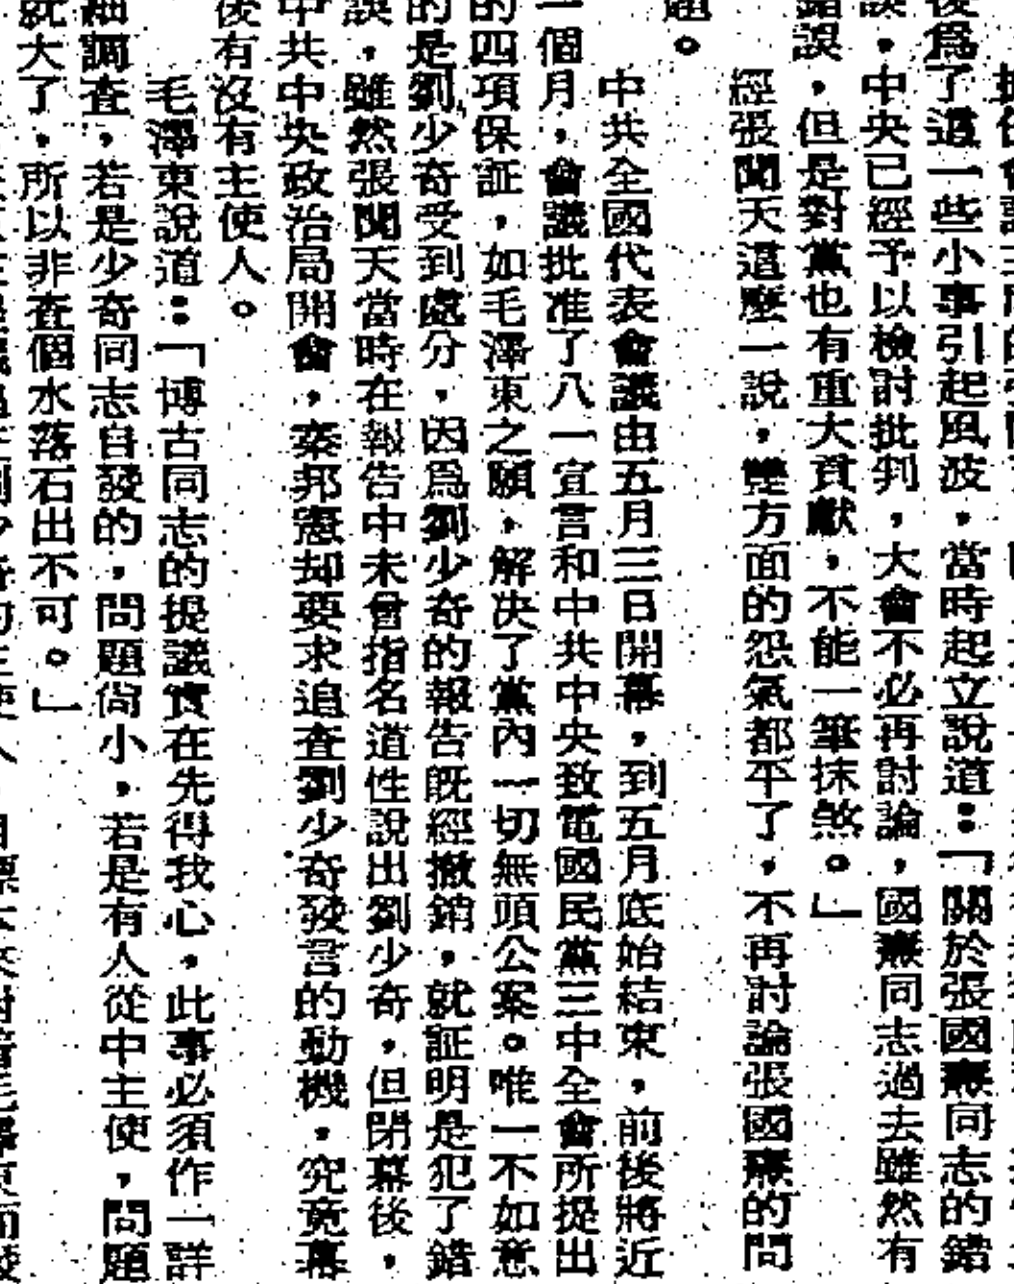 後爲了這一些小事引起風波，當時起立說道：「關於張國燾同志的錯
誤，中央已經予以檢討批判，大會不必再討論，國燾同志過去雖然有
錯誤，但是對黨也有重大貢獻，不能一筆抹煞。」
經張聞天這麼一說，雙方面的怨氣都平了，不再討論張國燾的問
題。
中共全國代表會議由五月三日開幕，到五月底始結束，前後將近
一個月，會議批准了八一宣言和中共中央致電國民黨三中全會所提出
的四項保証，如毛澤東之願，解決了黨內一切無頭公案。唯一不如意
的是劉少奇受到處分，因爲劉少奇的報告旣經撤銷，就証明是犯了錯
誤，雖然張聞天當時在報告中未曾指名道性說出劉少奇，但閉幕後，
中共中央政治局開會，秦邦憲却要求追查劉少奇發言的動機，究竟幕
後有沒有主使人。
毛澤東說道：「博古同志的提議實在先得我心，此事必須作一詳
細調查，若是少奇同志自發的，問題尙小，若是有人從中主使，問題
就大了，所以非查個水落石出不可。」